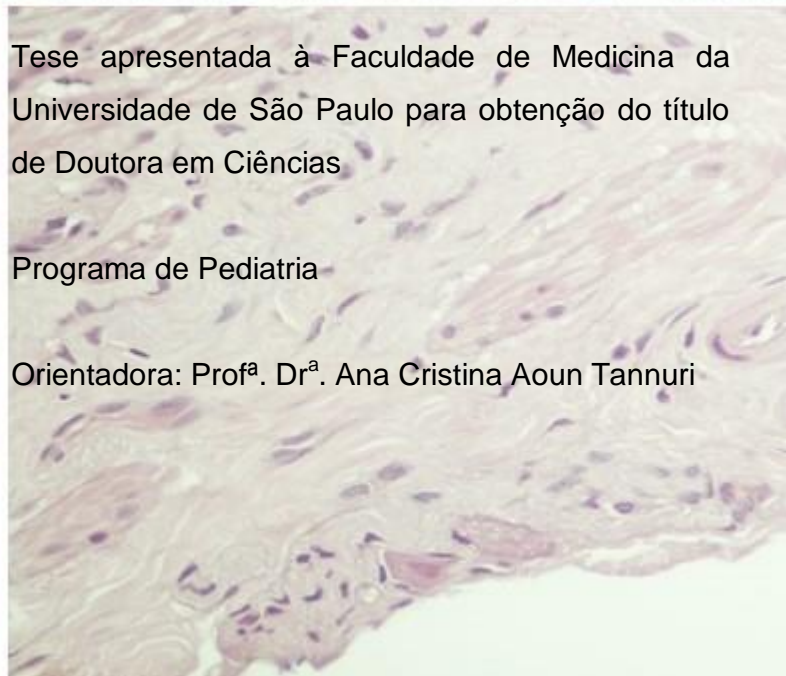 Tese apresentada à Faculdade de Medicina da
Universidade de São Paulo para obtenção do título
de Doutora em Ciências
Programa de Pediatria
Orientadora: Profª. Drª. Ana Cristina Aoun Tannuri